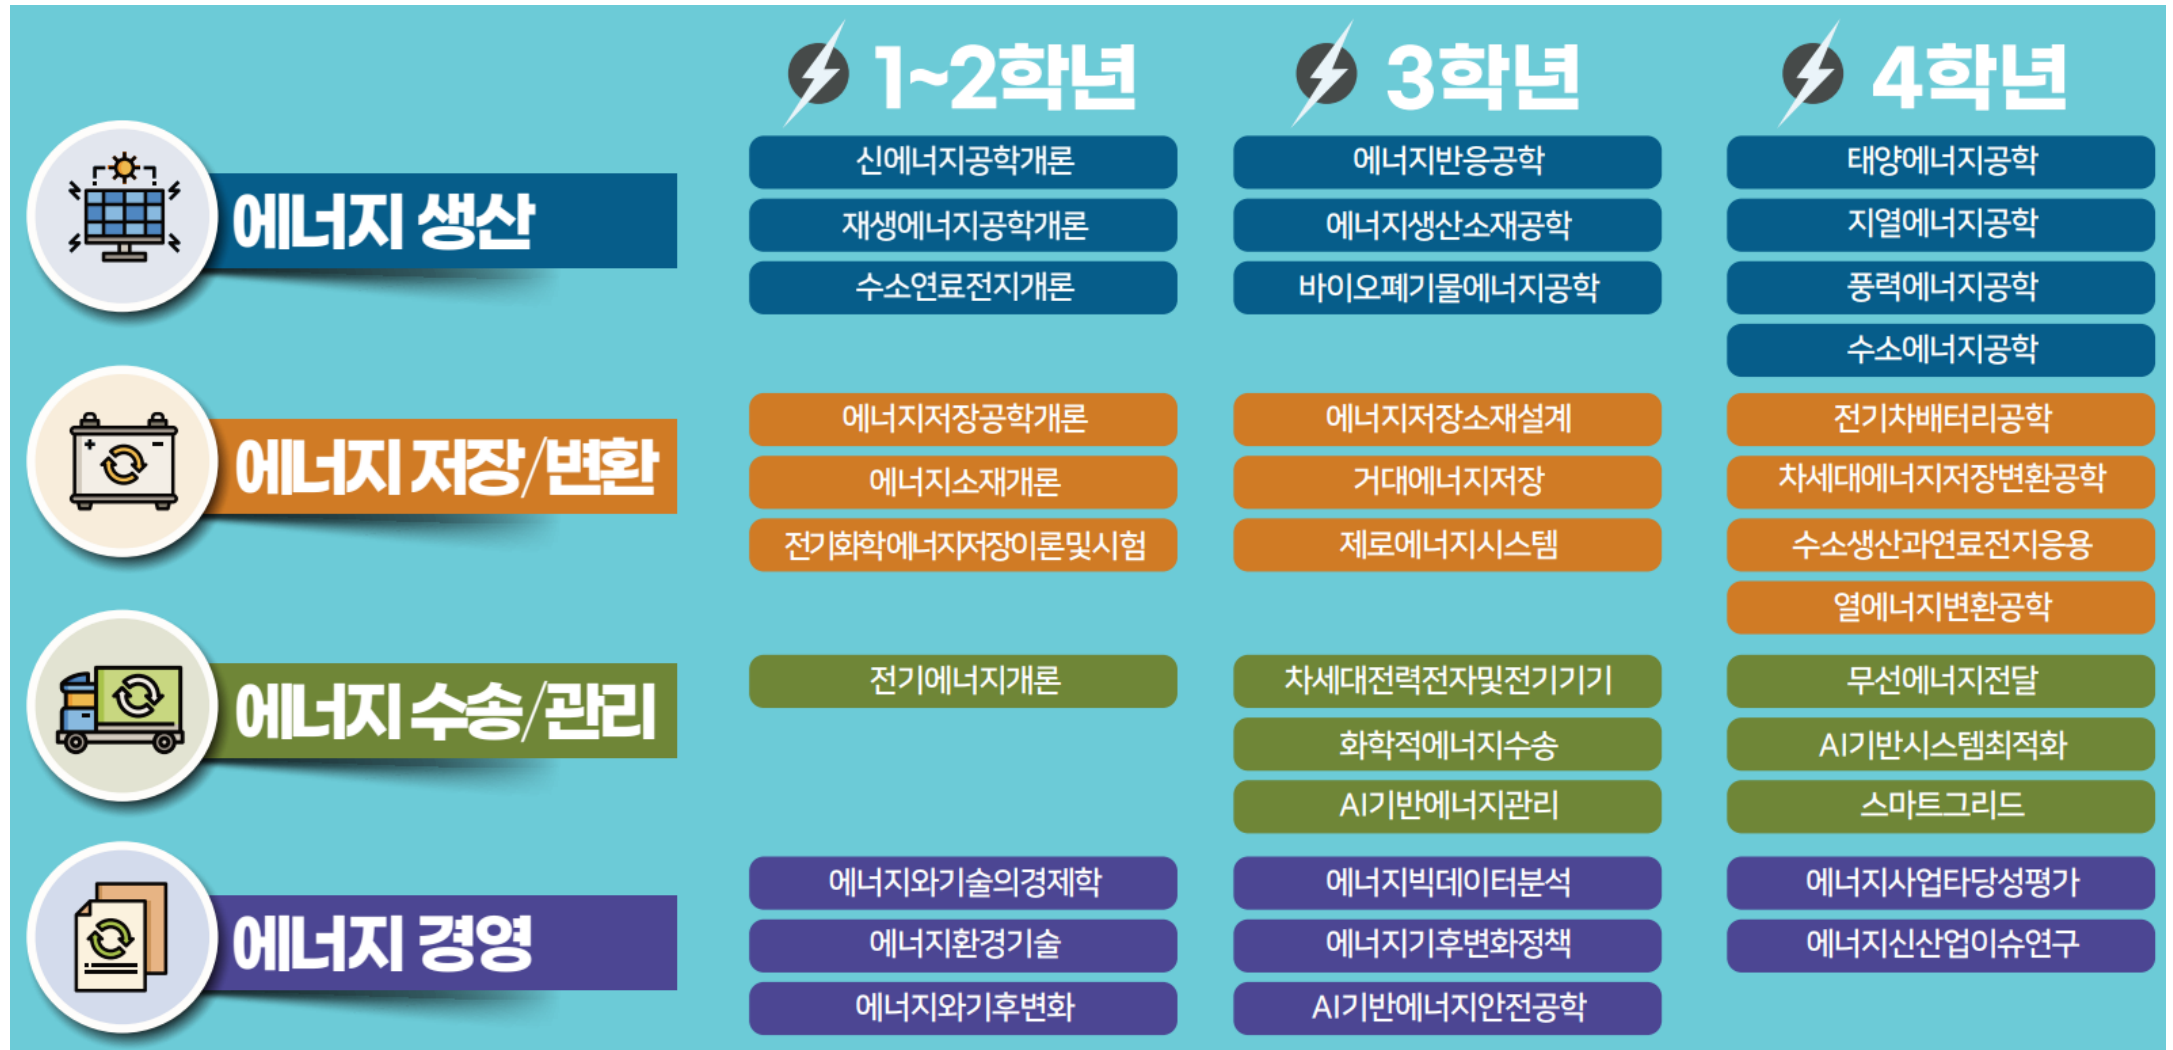 1~2학년
3학년
4학년
에너지 생산
신에너지공학개론
재생에너지공학개론
수소연료전지개론
에너지반응공학
에너지생산소재공학
바이오폐기물에너지공학
태양에너지공학
지열에너지공학
풍력에너지공학
수소에너지공학
에너지 저장/변환
에너지저장공학개론
에너지소재개론
전기화학에너지저장이론및시험
에너지저장소재설계
거대에너지저장
제로에너지시스템
전기차배터리공학
차세대에너지저장변환공학
수소생산과연료전지응용
열에너지변환공학
에너지 수송/관리
전기에너지개론
차세대전력전자및전기기기
화학적에너지수송
AI기반에너지관리
무선에너지전달
AI기반시스템최적화
스마트그리드
에너지 경영
에너지와기술의경제학
에너지환경기술
에너지와기후변화
에너지빅데이터분석
에너지기후변화정책
AI기반에너지안전공학
에너지사업타당성평가
에너지신산업이슈연구